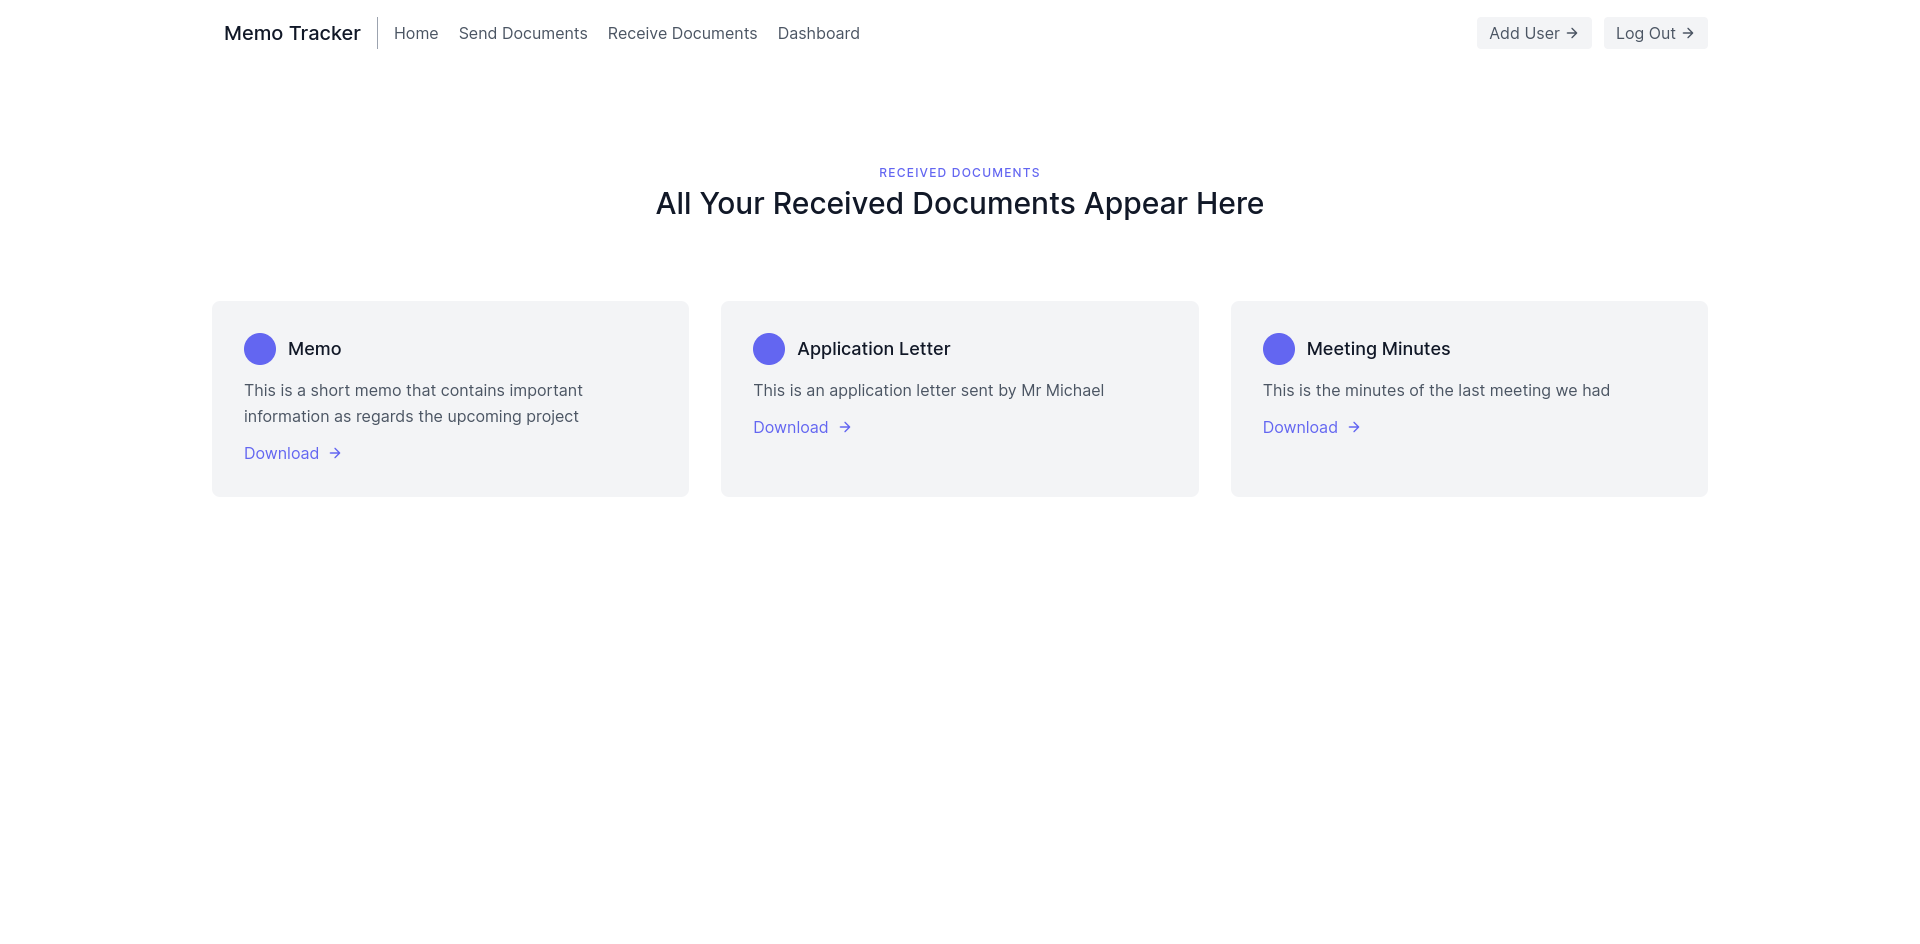 Memo Tracker
Home
Send Documents
Receive Documents
Dashboard
Add User →
Log Out →
RECEIVED DOCUMENTS
All Your Received Documents Appear Here
Memo
This is a short memo that contains important
information as regards the upcoming project
Download →
Application Letter
This is an application letter sent by Mr Michael
Download →
Meeting Minutes
This is the minutes of the last meeting we had
Download →